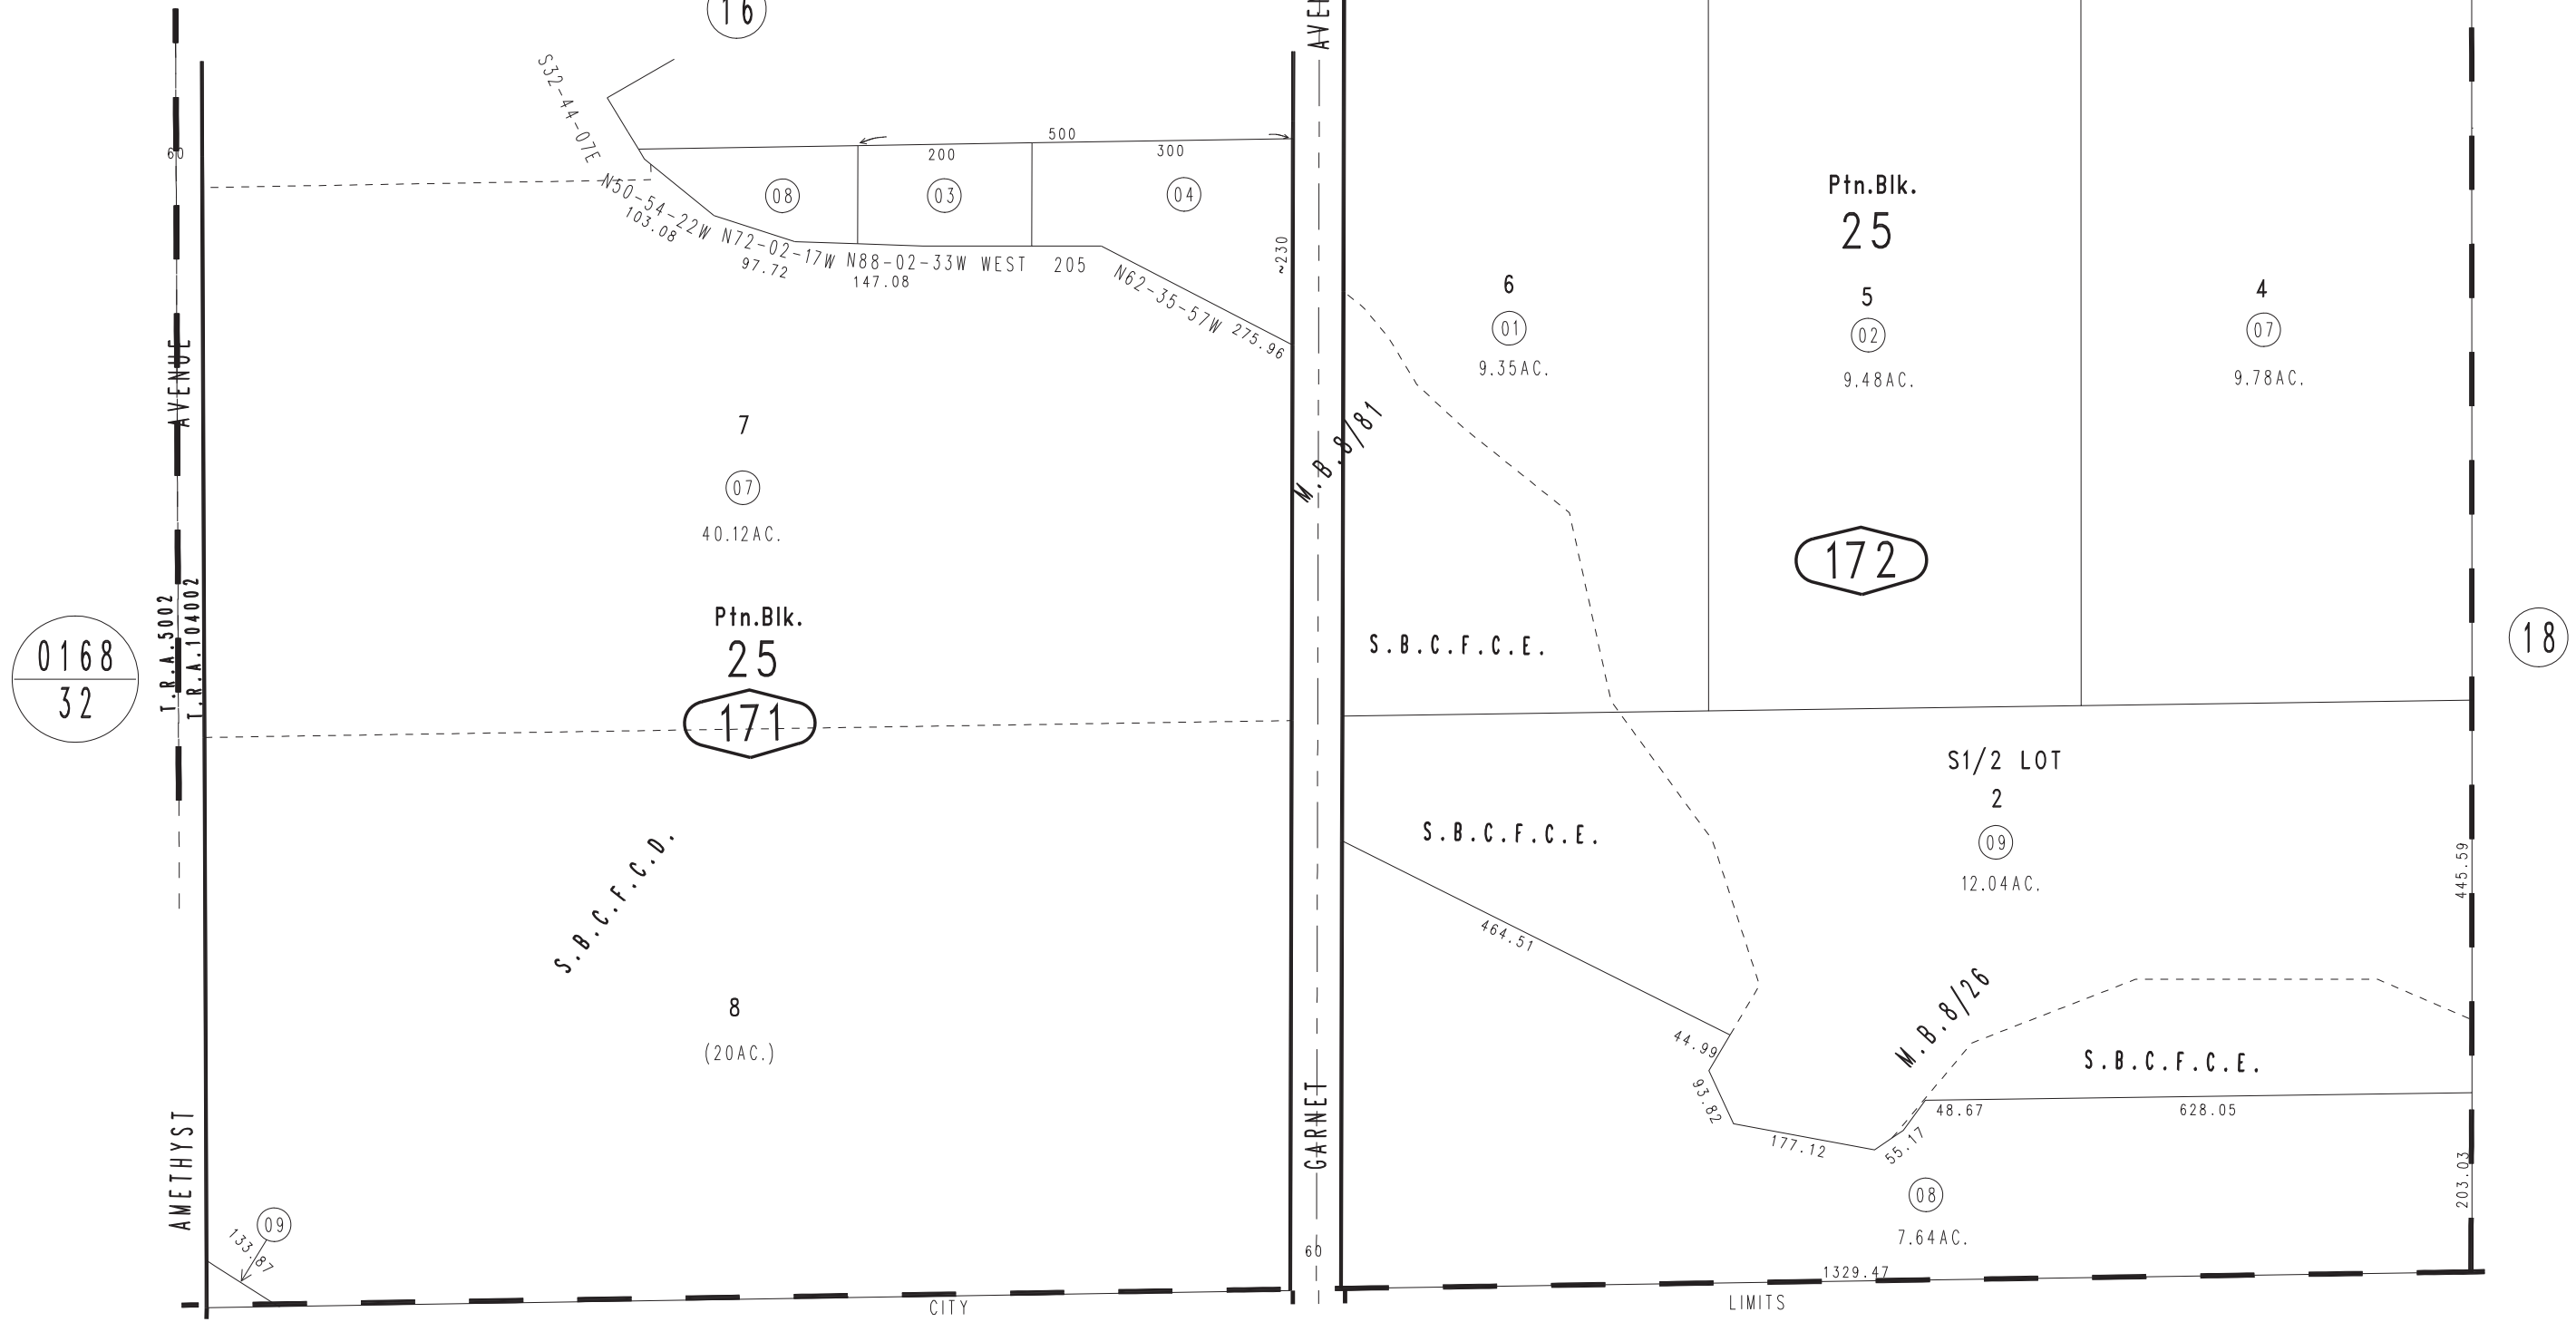 16
AVE
S32-44-07E
60
500
200
300
08
03
04
N50-54-22W
103.08
N72-02-17W
97.72
N88-02-33W
147.08
WEST 205
N62-35-57W 275.96
~230
AVENUE
7
07
40.12AC.
Ptn.Blk.
25
171
T.R.A.5002
T.R.A.104002
0168
32
S.B.C.F.C.D.
8
(20AC.)
AMETHYST
09
133.87
CITY
M.B.8/81
GARNET
60
Ptn.Blk.
25
6
01
9.35AC.
5
02
9.48AC.
4
07
9.78AC.
172
S.B.C.F.C.E.
18
S1/2 LOT
2
09
12.04AC.
S.B.C.F.C.E.
445.59
464.51
44.99
93.82
177.12
55.17
M.B.8/26
S.B.C.F.C.E.
48.67
628.05
203.03
08
7.64AC.
1329.47
LIMITS